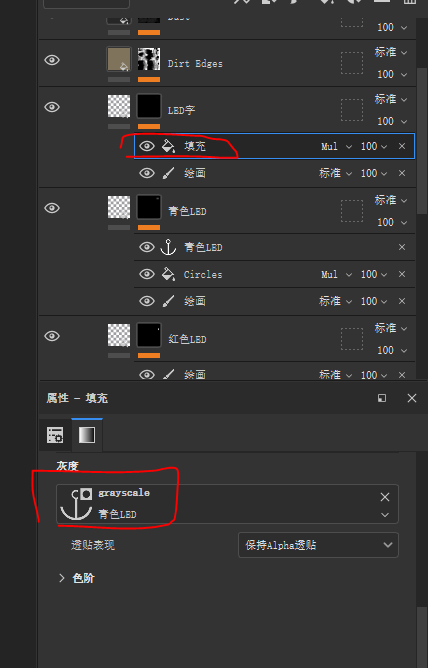 100
标准
Dirt Edges
100
标准
LED字
100
填充 Mul 100
绘画 标准 100
标准
青色LED
100
青色LED
Circles Mul 100
绘画 标准 100
标准
红色LED
100
绘画 标准 100
属性 - 填充
灰度
grayscale
青色LED
透贴表现 保持Alpha透贴
色阶